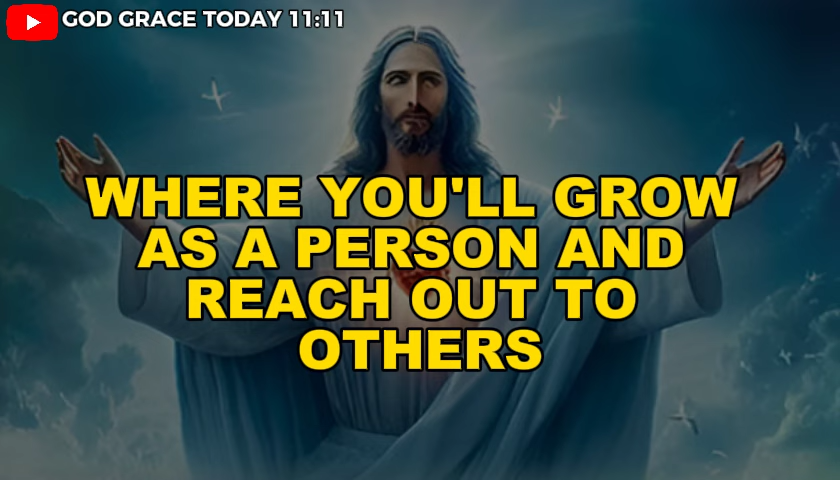 GOD GRACE TODAY 11:11
WHERE YOU'LL GROW
AS A PERSON AND
REACH OUT TO
OTHERS